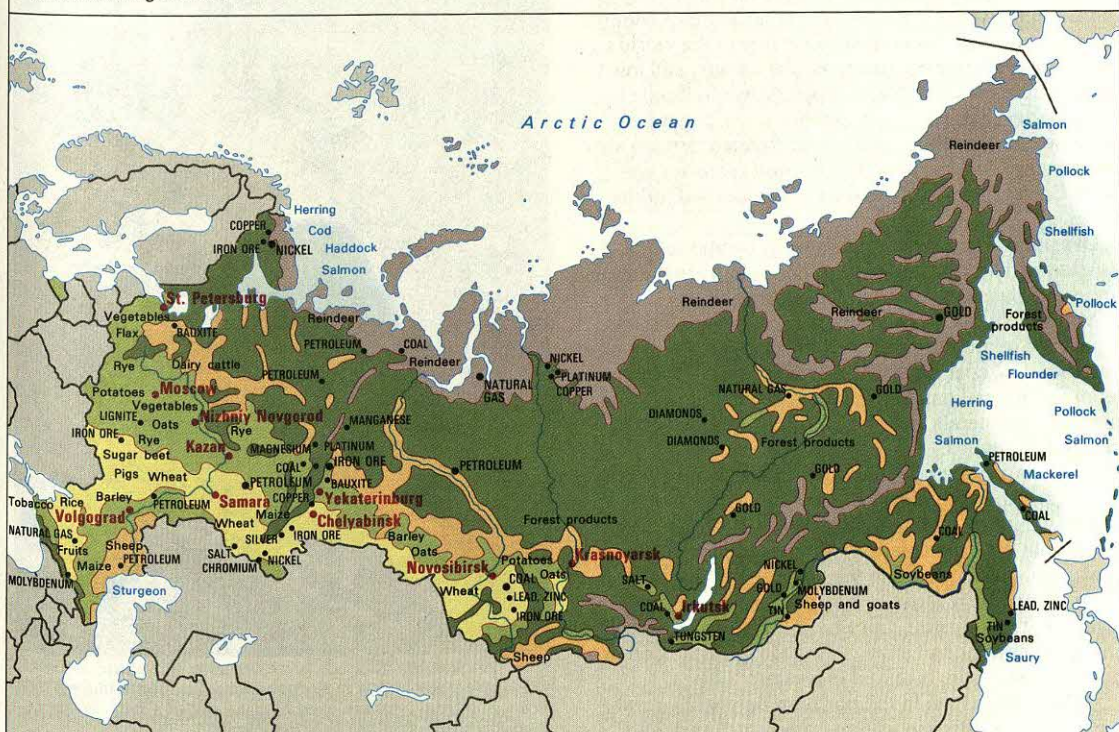 Arctic Ocean
Salmon
Reindeer
Pollock
Shellfish
Pollock
Herring
Cod
Haddock
Salmon
COPPER
IRON ORE
NICKEL
St. Petersburg
Vegetables
Flax
BAUXITE
Rye
Dairy cattle
Reindeer
PETROLEUM
COAL
Reindeer
PETROLEUM
NATURAL
GAS
NICKEL
PLATINUM
COPPER
Reindeer
Reindeer
GOLD
Forest
products
Shellfish
Flounder
Herring
Pollock
Salmon
Salmon
Mackerel
PETROLEUM
COAL
Potatoes
Moscow
Vegetables
LIGNITE
Oats
Nizhniy Novgorod
Rye
IRON ORE
Rye
Sugar beet
Kazan
MAGNESIUM
PLATINUM
MANGANESE
COAL
IRON ORE
BAUXITE
Pigs
Wheat
PETROLEUM
COPPER
Yekaterinburg
Tobacco
Rice
Barley
PETROLEUM
Samara
Maize
Chelyabinsk
Volgograd
Wheat
SILVER
IRON ORE
NATURAL GAS
Fruits
Sheep
Maize
PETROLEUM
SALT
CHROMIUM
NICKEL
MOLYBDENUM
Sturgeon
PETROLEUM
NATURAL GAS
GOLD
DIAMONDS
DIAMONDS
Forest products
GOLD
GOLD
Forest products
Barley
Oats
Novosibirsk
Potatoes
Oats
Krasnoyarsk
Wheat
COAL
LEAD, ZINC
IRON ORE
Sheep
SALT
COAL
Irkutsk
TUNGSTEN
NICKEL
GOLD
MOLYBDENUM
TIN
Sheep and goats
COAL
Soybeans
LEAD, ZINC
TIN
Soybeans
Saury